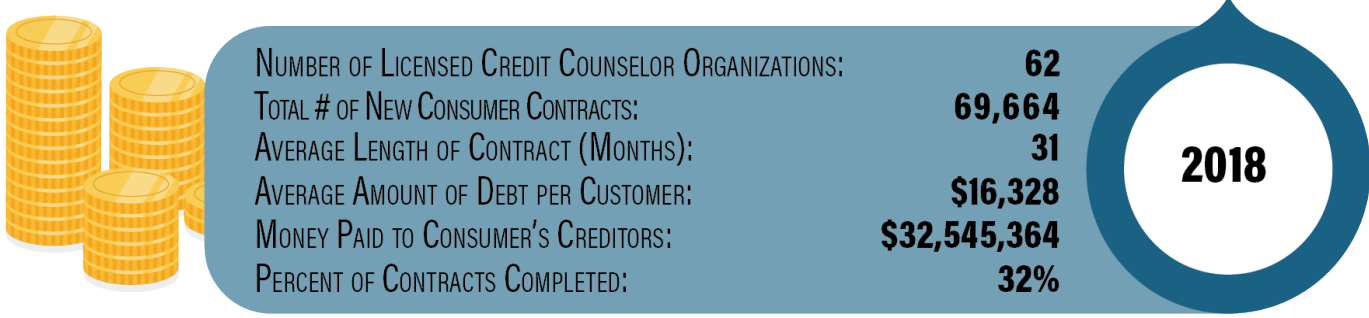 Number of Licensed Credit Counselor Organizations: 62
Total # of New Consumer Contracts: 69,664
Average Length of Contract (Months): 31
Average Amount of Debt per Customer: $16,328
Money Paid to Consumer's Creditors: $32,545,364
Percent of Contracts Completed: 32%
2018